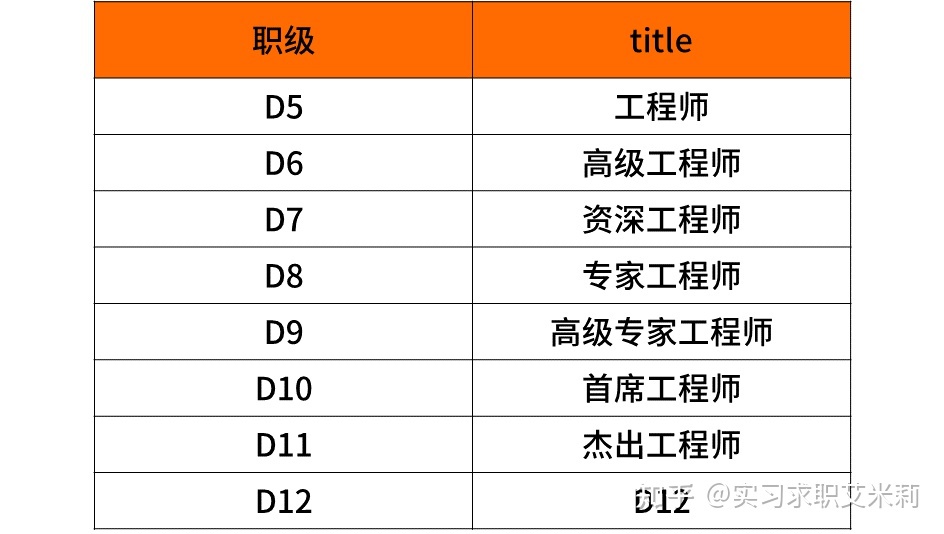 职级 title
D5 工程师
D6 高级工程师
D7 资深工程师
D8 专家工程师
D9 高级专家工程师
D10 首席工程师
D11 杰出工程师
D12 D12
知乎 @实习求职艾米莉